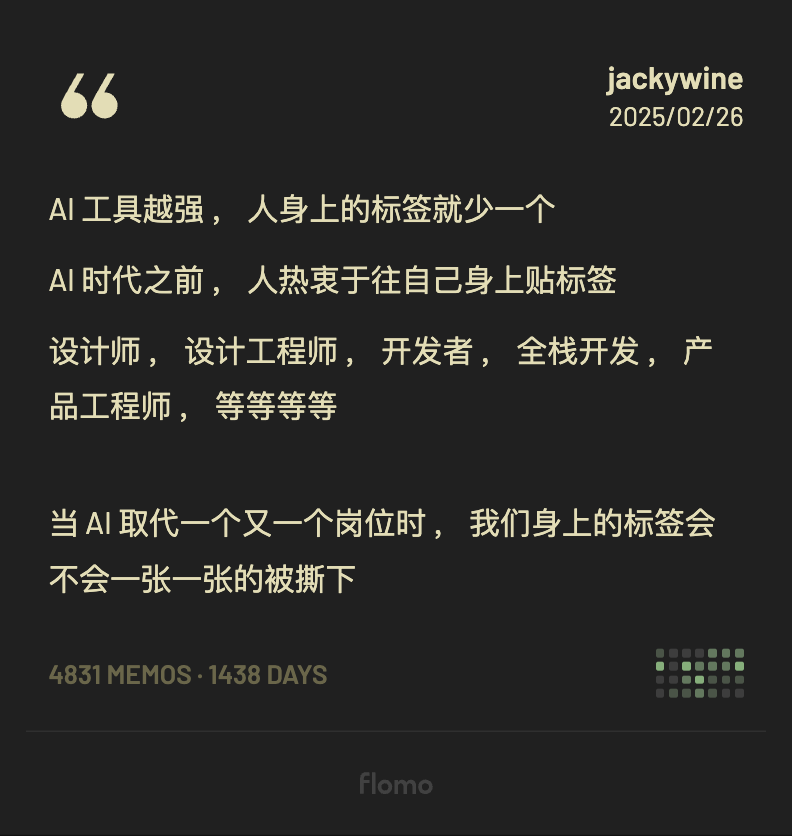 “
jackywine
2025/02/26
AI 工具越强， 人身上的标签就少一个
AI 时代之前， 人热衷于往自己身上贴标签
设计师， 设计工程师， 开发者， 全栈开发， 产
品工程师， 等等等等
当 AI 取代一个又一个岗位时， 我们身上的标签会
不会一张一张的被撕下
4831 MEMOS · 1438 DAYS
flomo